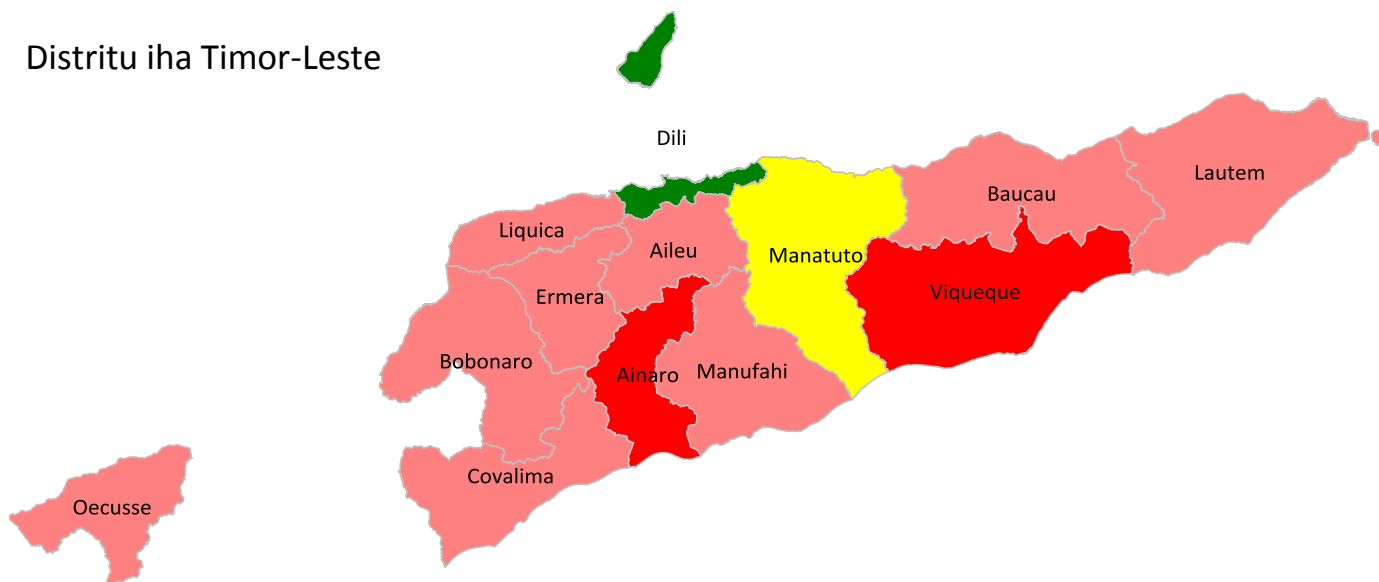 Distritu iha Timor-Leste
Dili
Lautem
Baucau
Liquica
Aileu
Manatuto
Viqueque
Ermera
Bobonaro
Ainaro
Manufahi
Covalima
Oecusse